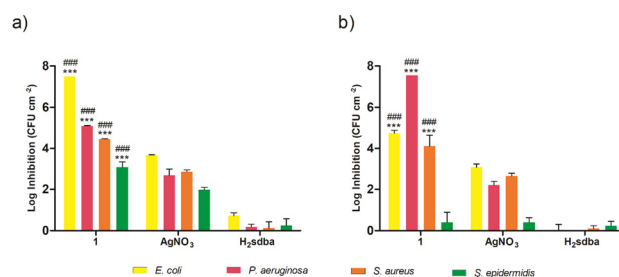 a)
Log Inhibition (CFU cm⁻²)
8
6
4
2
0
###
***
###
***
###
***
###
***
1
AgNO₃
H₂sdba
b)
Log Inhibition (CFU cm⁻²)
8
6
4
2
0
###
***
###
***
###
***
1
AgNO₃
H₂sdba
E. coli P. aeruginosa S. aureus S. epidermidis